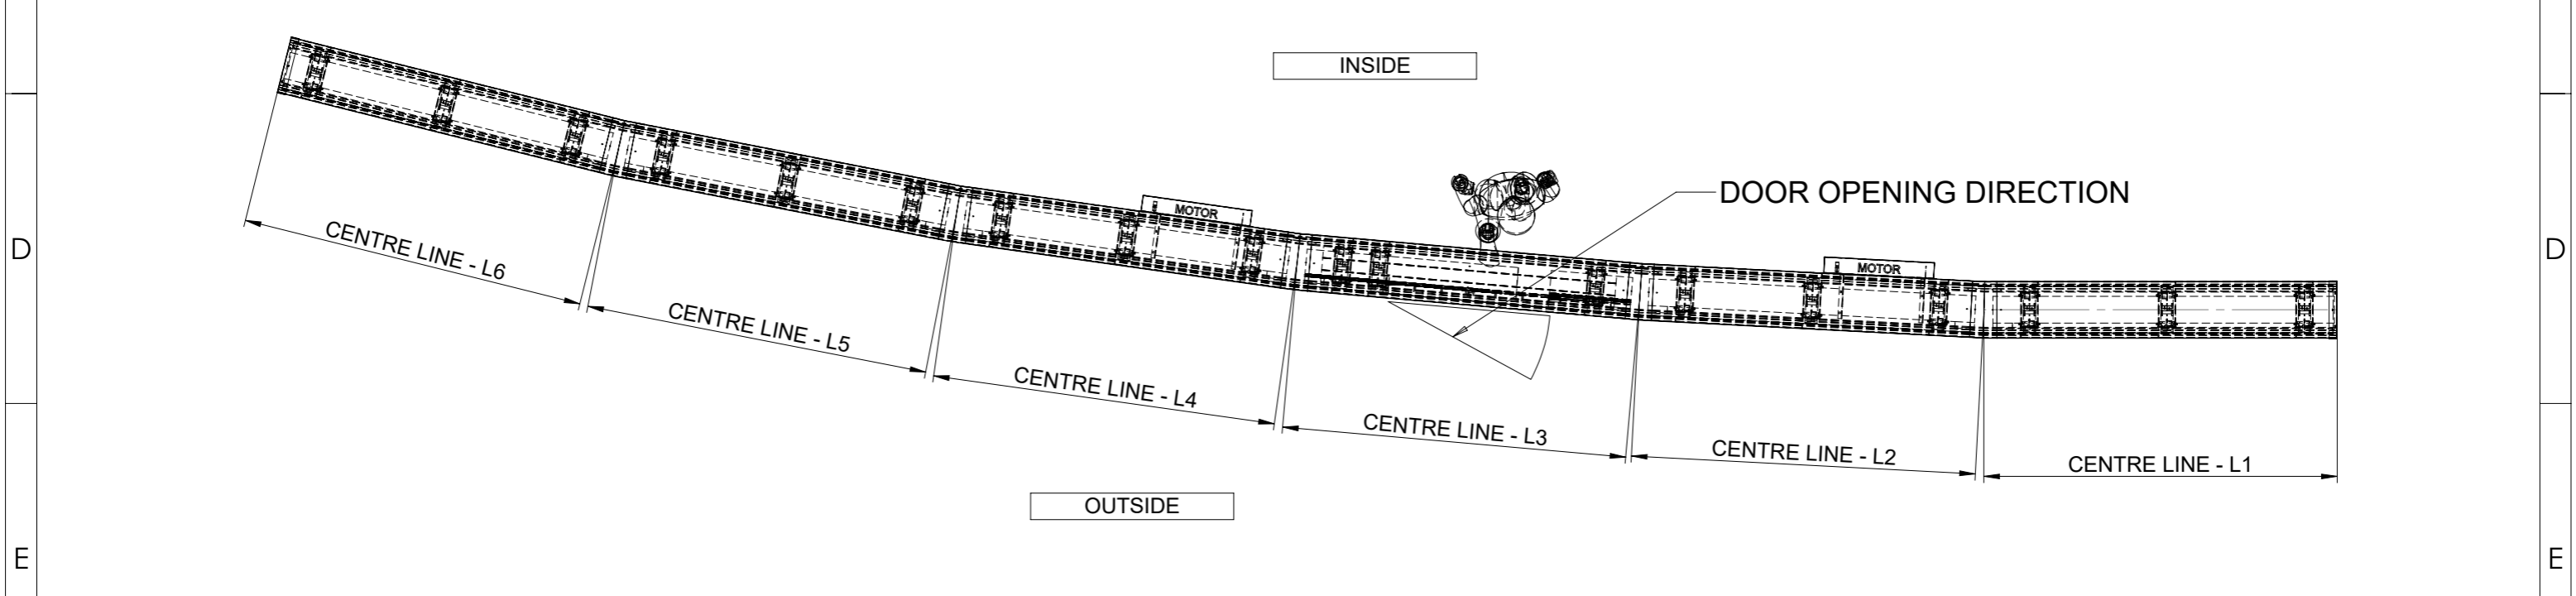 INSIDE
DOOR OPENING DIRECTION
MOTOR
D
CENTRE LINE - L6
D
MOTOR
CENTRE LINE - L5
CENTRE LINE - L4
CENTRE LINE - L3
CENTRE LINE - L2
CENTRE LINE - L1
OUTSIDE
E
E